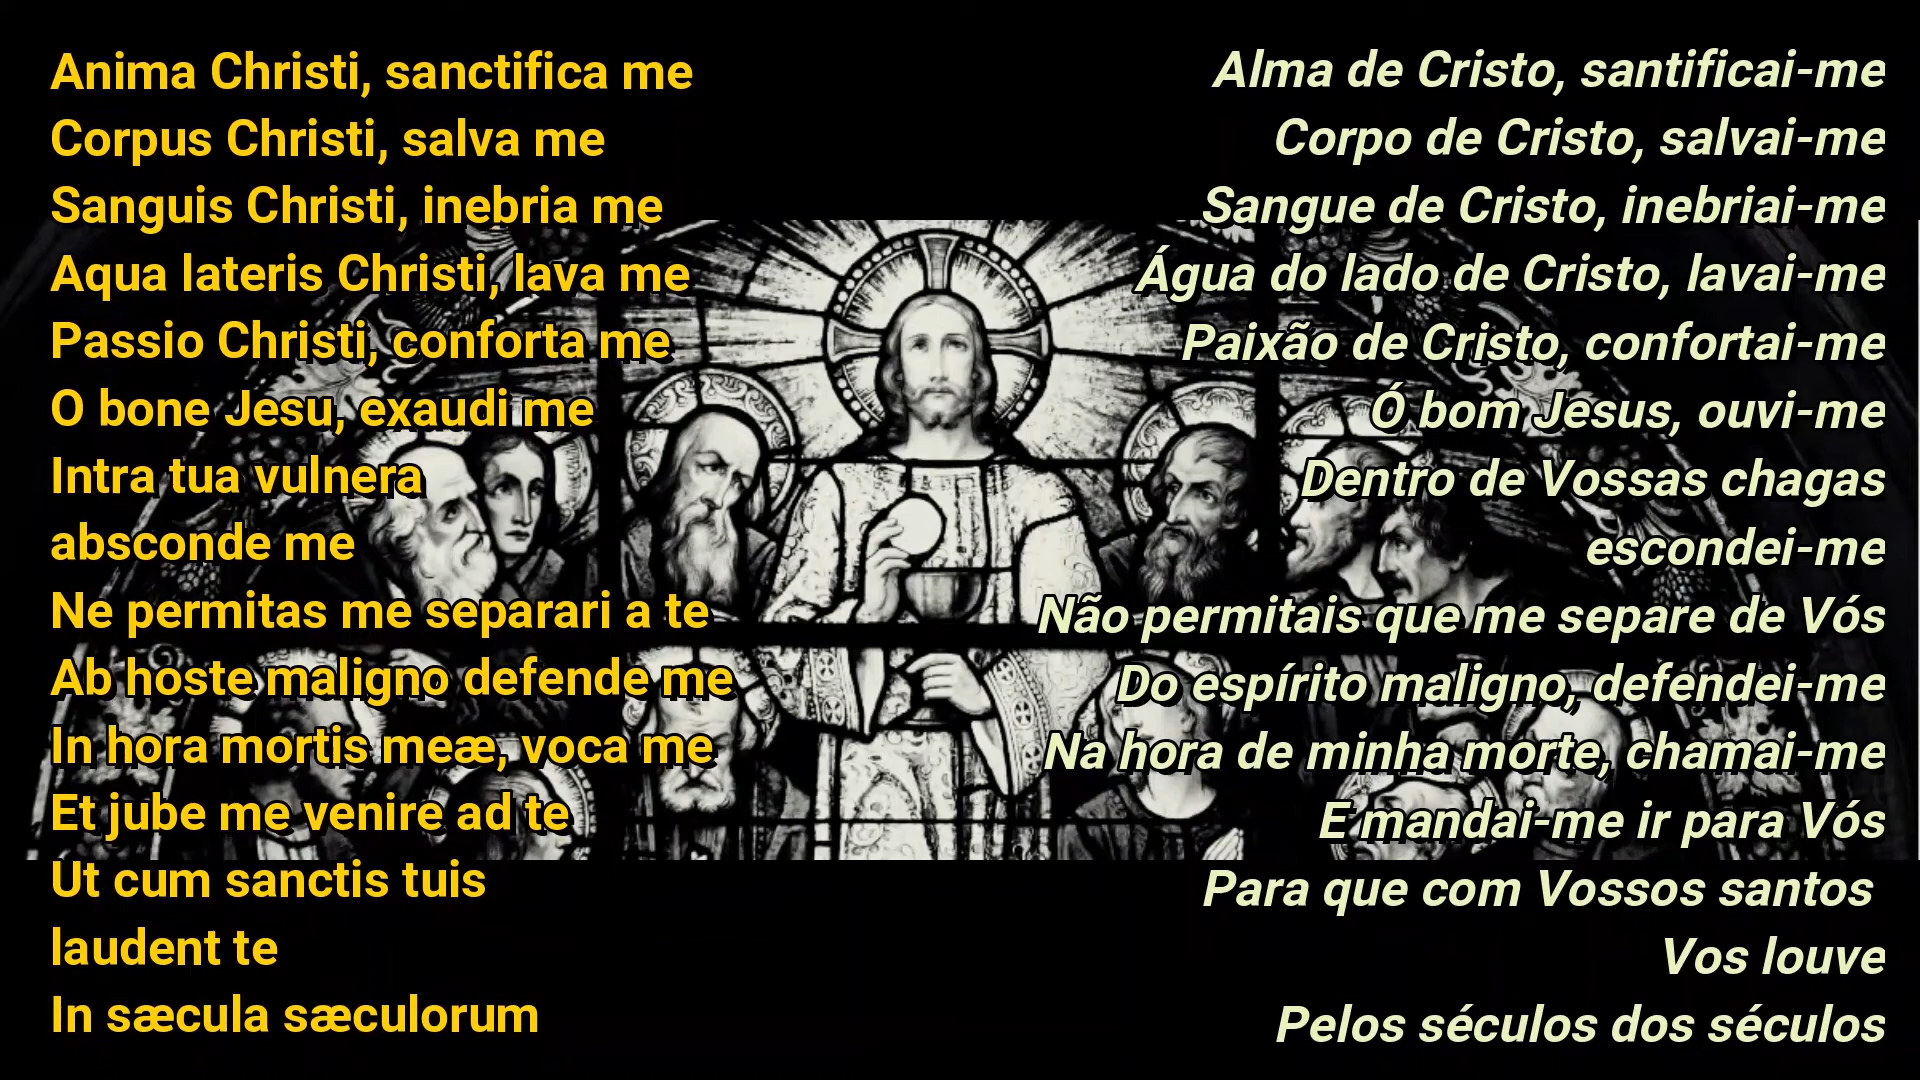 Anima Christi, sanctifica me
Corpus Christi, salva me
Sanguis Christi, inebria me
Aqua lateris Christi, lava me
Passio Christi, conforta me
O bone Jesu, exaudi me
Intra tua vulnera
absconde me
Ne permitas me separari a te
Ab hoste maligno defende me
In hora mortis meæ, voca me
Et jube me venire ad te
Ut cum sanctis tuis
laudent te
In sæcula sæculorum
Alma de Cristo, santificai-me
Corpo de Cristo, salvai-me
Sangue de Cristo, inebriai-me
Água do lado de Cristo, lavai-me
Paixão de Cristo, confortai-me
Ó bom Jesus, ouvi-me
Dentro de Vossas chagas
escondei-me
Não permitais que me separe de Vós
Do espírito maligno, defendei-me
Na hora de minha morte, chamai-me
E mandai-me ir para Vós
Para que com Vossos santos
Vos louve
Pelos séculos dos séculos